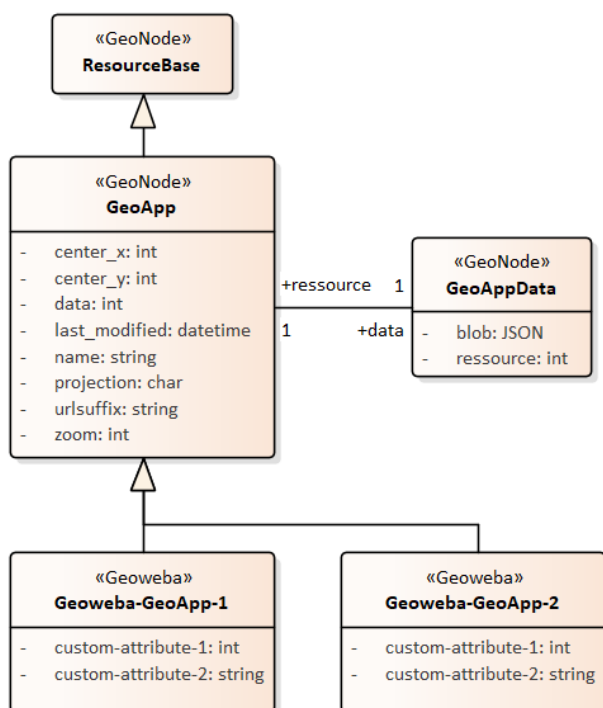 «GeoNode»
ResourceBase
«GeoNode»
GeoApp
- center_x: int
- center_y: int
- data: int
- last_modified: datetime
- name: string
- projection: char
- urlsuffix: string
- zoom: int
+ressource 1
1 +data
«GeoNode»
GeoAppData
- blob: JSON
- ressource: int
«Geoweba»
Geoweba-GeoApp-1
- custom-attribute-1: int
- custom-attribute-2: string
«Geoweba»
Geoweba-GeoApp-2
- custom-attribute-1: int
- custom-attribute-2: string